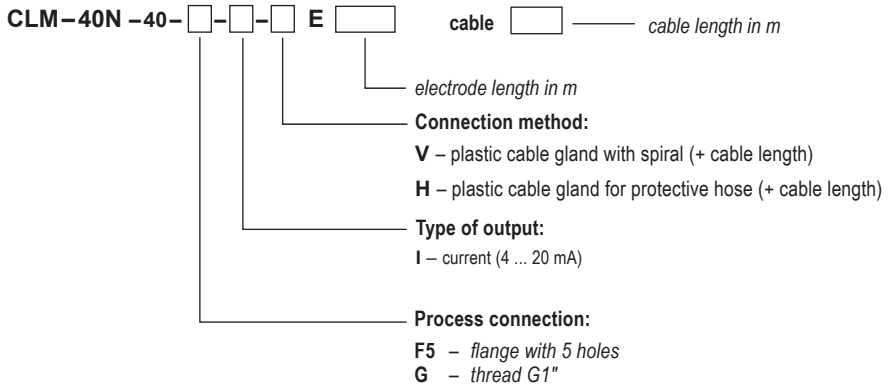 CLM–40N –40– – – E cable cable length in m
electrode length in m
Connection method:
V – plastic cable gland with spiral (+ cable length)
H – plastic cable gland for protective hose (+ cable length)
Type of output:
I – current (4 ... 20 mA)
Process connection:
F5 – flange with 5 holes
G – thread G1"